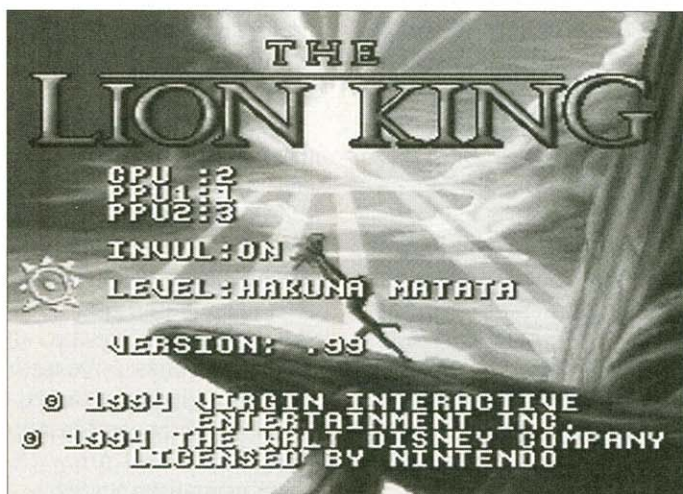 THE
LION KING
CPU :2
PPU1:1
PPU2:3
INVUL:ON
LEVEL:HAKUNA MATATA
VERSION: .99
© 1994 VIRGIN INTERACTIVE
ENTERTAINMENT INC.
© 1994 THE WALT DISNEY COMPANY
LICENSED BY NINTENDO